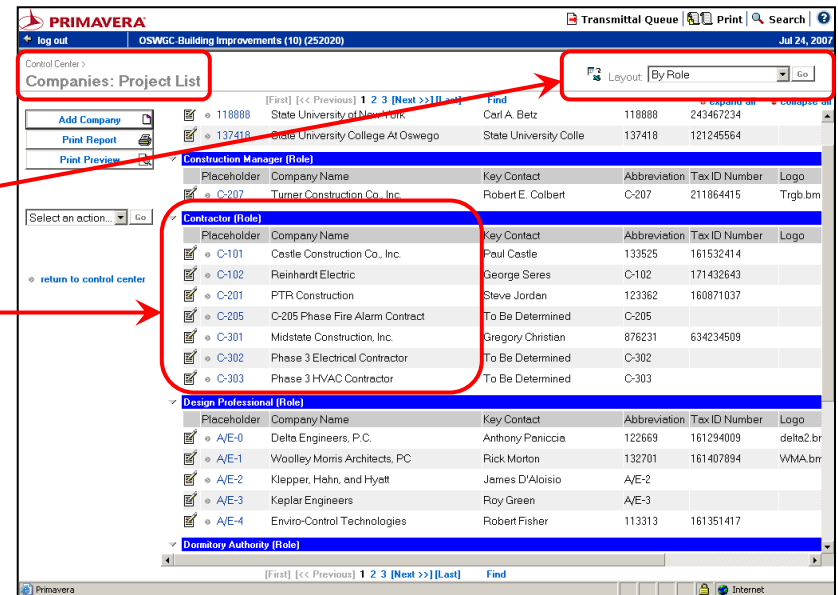 PRIMAVERA
Transmittal Queue Print Search
log out OSWGC-Building Improvements (10) (252020) Jul 24, 2007
Control Center >
Companies: Project List
Layout: By Role Go
[First] [<< Previous] 1 2 3 [Next >>] [Last] Find expand all collapse all
Add Company
Print Report
Print Preview
Select an action... Go
return to control center
118888 State University of New York Carl A. Betz 118888 243467234
137418 State University College At Oswego State University Colle 137418 121245564
Construction Manager (Role)
Placeholder Company Name Key Contact Abbreviation Tax ID Number Logo
C-207 Turner Construction Co., Inc. Robert E. Colbert C-207 211864415 Trgb.bm
Contractor (Role)
Placeholder Company Name Key Contact Abbreviation Tax ID Number Logo
C-101 Castle Construction Co., Inc. Paul Castle 133525 161532414
C-102 Reinhardt Electric George Seres C-102 171432643
C-201 PTR Construction Steve Jordan 123362 160871037
C-205 C-205 Phase Fire Alarm Contract To Be Determined C-205
C-301 Midstate Construction, Inc. Gregory Christian 876231 634234509
C-302 Phase 3 Electrical Contractor To Be Determined C-302
C-303 Phase 3 HVAC Contractor To Be Determined C-303
Design Professional (Role)
Placeholder Company Name Key Contact Abbreviation Tax ID Number Logo
A/E-0 Delta Engineers, P.C. Anthony Paniccia 122669 161294009 delta2.br
A/E-1 Woolley Morris Architects, PC Rick Morton 132701 161407894 WMA.bm
A/E-2 Klepper, Hahn, and Hyatt James D'Aloisio A/E-2
A/E-3 Keplar Engineers Roy Green A/E-3
A/E-4 Enviro-Control Technologies Robert Fisher 113313 161351417
Dormitory Authority (Role)
[First] [<< Previous] 1 2 3 [Next >>] [Last] Find
Primavera Internet